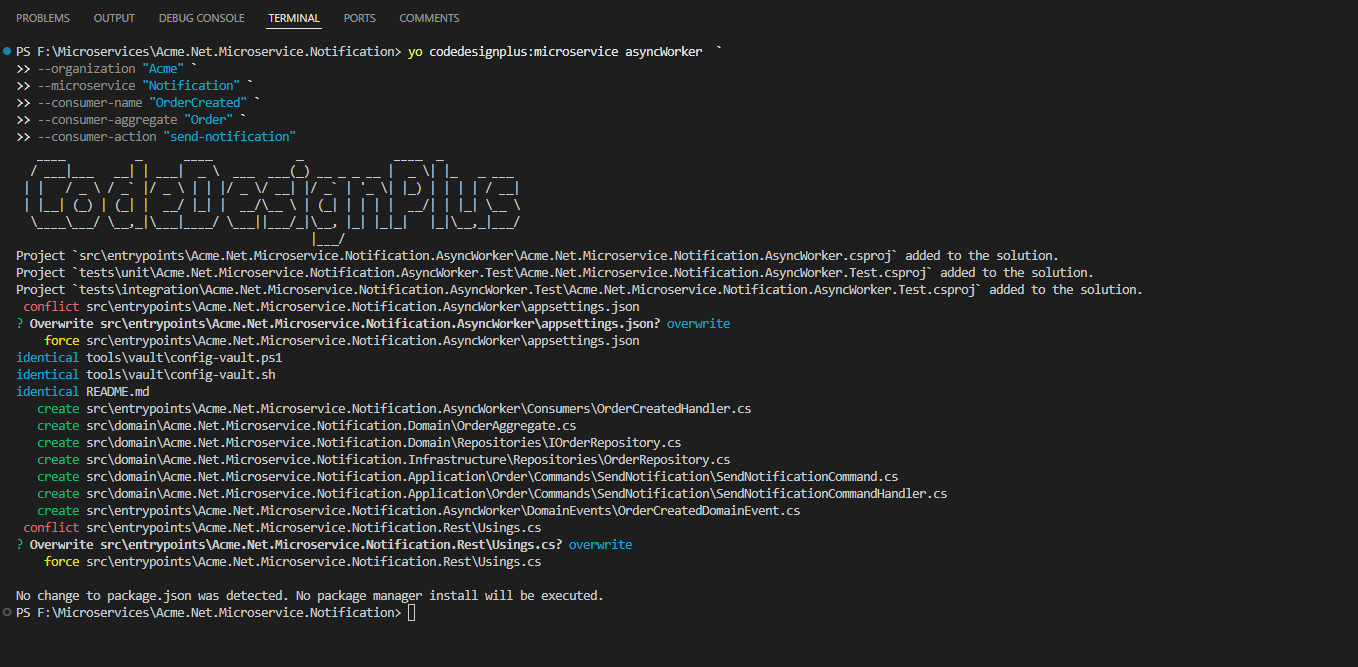 PROBLEMS OUTPUT DEBUG CONSOLE TERMINAL PORTS COMMENTS
PS F:\Microservices\Acme.Net.Microservice.Notification> yo codedesignplus:microservice asyncWorker `
>> --organization "Acme" `
>> --microservice "Notification" `
>> --consumer-name "OrderCreated" `
>> --consumer-aggregate "Order" `
>> --consumer-action "send-notification"
CodeDesignPlus
Project `src\entrypoints\Acme.Net.Microservice.Notification.AsyncWorker\Acme.Net.Microservice.Notification.AsyncWorker.csproj` added to the solution.
Project `tests\unit\Acme.Net.Microservice.Notification.AsyncWorker.Test\Acme.Net.Microservice.Notification.AsyncWorker.Test.csproj` added to the solution.
Project `tests\integration\Acme.Net.Microservice.Notification.AsyncWorker.Test\Acme.Net.Microservice.Notification.AsyncWorker.Test.csproj` added to the solution.
conflict src\entrypoints\Acme.Net.Microservice.Notification.AsyncWorker\appsettings.json
? Overwrite src\entrypoints\Acme.Net.Microservice.Notification.AsyncWorker\appsettings.json? overwrite
force src\entrypoints\Acme.Net.Microservice.Notification.AsyncWorker\appsettings.json
identical tools\vault\config-vault.ps1
identical tools\vault\config-vault.sh
identical README.md
create src\entrypoints\Acme.Net.Microservice.Notification.AsyncWorker\Consumers\OrderCreatedHandler.cs
create src\domain\Acme.Net.Microservice.Notification.Domain\OrderAggregate.cs
create src\domain\Acme.Net.Microservice.Notification.Domain\Repositories\IOrderRepository.cs
create src\domain\Acme.Net.Microservice.Notification.Infrastructure\Repositories\OrderRepository.cs
create src\domain\Acme.Net.Microservice.Notification.Application\Order\Commands\SendNotification\SendNotificationCommand.cs
create src\domain\Acme.Net.Microservice.Notification.Application\Order\Commands\SendNotification\SendNotificationCommandHandler.cs
create src\entrypoints\Acme.Net.Microservice.Notification.AsyncWorker\DomainEvents\OrderCreatedDomainEvent.cs
conflict src\entrypoints\Acme.Net.Microservice.Notification.Rest\Usings.cs
? Overwrite src\entrypoints\Acme.Net.Microservice.Notification.Rest\Usings.cs? overwrite
force src\entrypoints\Acme.Net.Microservice.Notification.Rest\Usings.cs
No change to package.json was detected. No package manager install will be executed.
PS F:\Microservices\Acme.Net.Microservice.Notification>